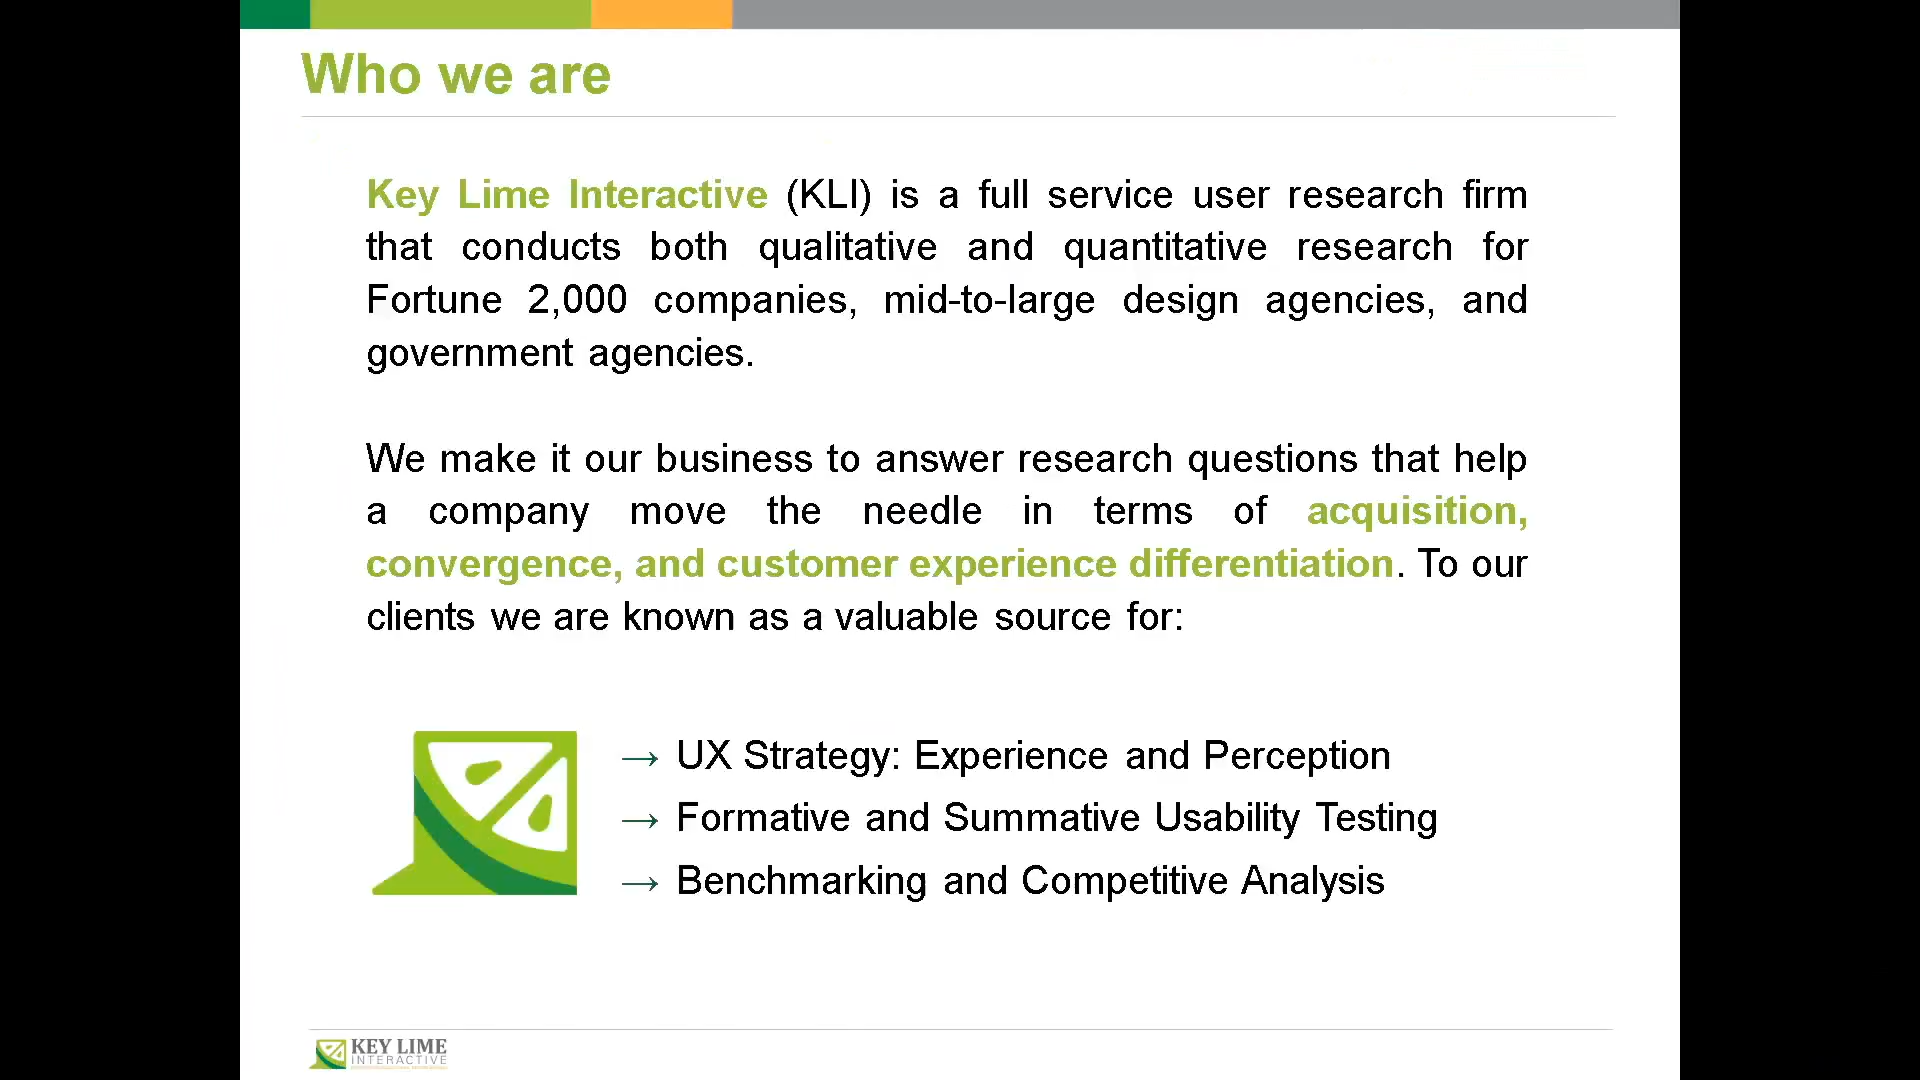 Who we are
Key Lime Interactive (KLI) is a full service user research firm
that conducts both qualitative and quantitative research for
Fortune 2,000 companies, mid-to-large design agencies, and
government agencies.
We make it our business to answer research questions that help
a company move the needle in terms of acquisition,
convergence, and customer experience differentiation. To our
clients we are known as a valuable source for:
→ UX Strategy: Experience and Perception
→ Formative and Summative Usability Testing
→ Benchmarking and Competitive Analysis
KEY LIME
INTERACTIVE